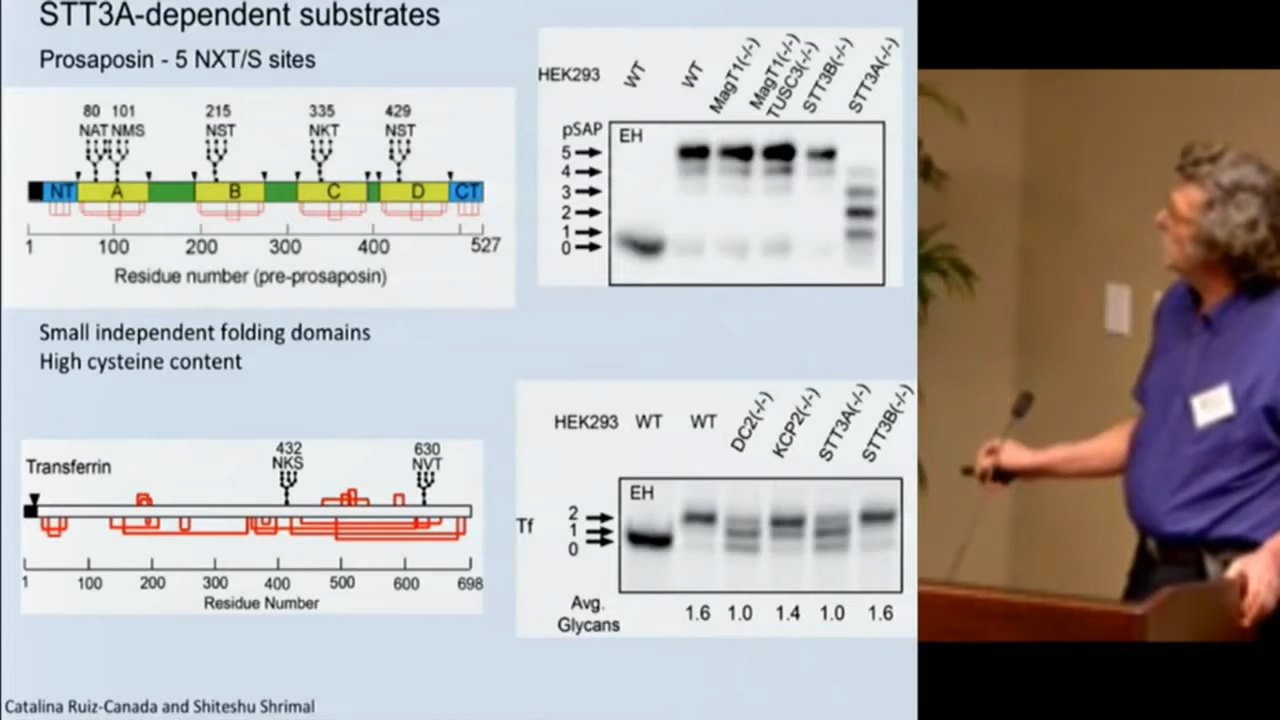 STT3A-dependent substrates
Prosaposin - 5 NXT/S sites
80 101 215 335 429
NAT NMS NST NKT NST
NT A B C D CT
1 100 200 300 400 527
Residue number (pre-prosaposin)
HEK293 WT WT MagT1(-/-) MagT1(-/-) TUSC3(-/-) STT3B(-/-) STT3A(-/-)
pSAP EH
5
4
3
2
1
0
Small independent folding domains
High cysteine content
Transferrin
432 630
NKS NVT
1 100 200 300 400 500 600 698
Residue Number
HEK293 WT WT DC2(-/-) KCP2(-/-) STT3A(-/-) STT3B(-/-)
EH
Tf
2
1
0
Avg. Glycans 1.6 1.0 1.4 1.0 1.6
Catalina Ruiz-Canada and Shiteshu Shrimal